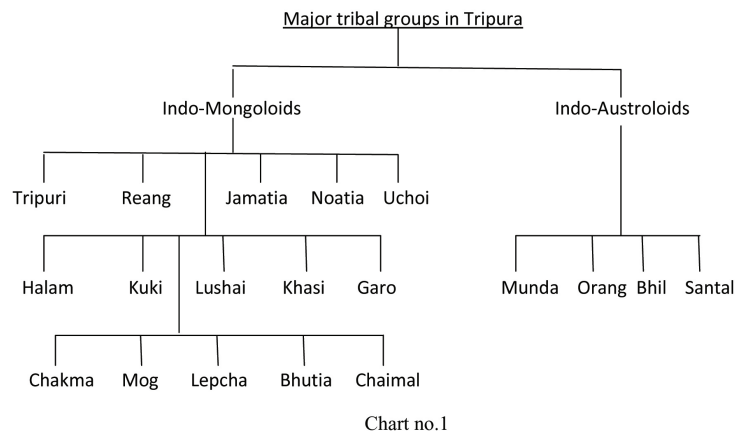 Major tribal groups in Tripura
Indo-Mongoloids Indo-Austroloids
Tripuri Reang Jamatia Noatia Uchoi
Halam Kuki Lushai Khasi Garo Munda Orang Bhil Santal
Chakma Mog Lepcha Bhutia Chaimal
Chart no.1